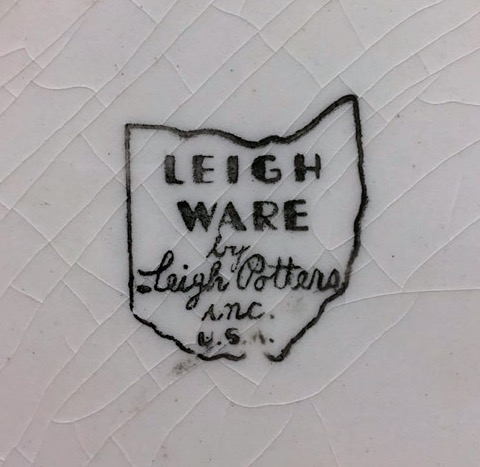 LEIGH
WARE
by
Leigh Potters
inc.
U.S.A.